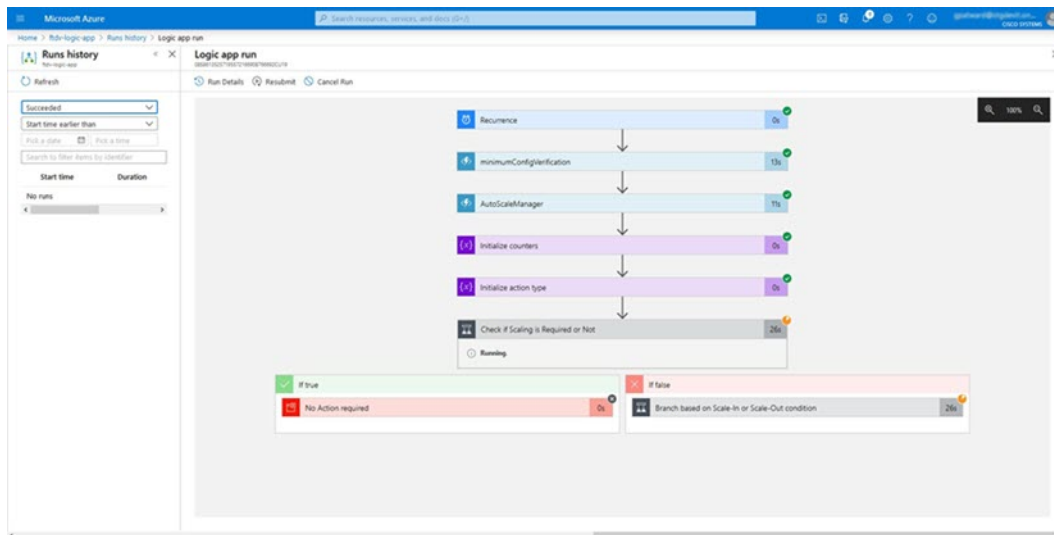 Microsoft Azure
Search resources, services, and docs (G+/)
CISCO SYSTEMS
Home > ftdv-logic-app > Runs history > Logic app run
Runs history
ftdv-logic-app
Logic app run
Refresh
Run Details
Resubmit
Cancel Run
Succeeded
Start time earlier than
Pick a date
Pick a time
Search to filter items by identifier
Start time
Duration
No runs
100%
Recurrence
0s
minimumConfigVerification
13s
AutoScaleManager
11s
Initialize counters
0s
Initialize action type
0s
Check if Scaling is Required or Not
26s
Running.
If true
If false
No Action required
0s
Branch based on Scale-In or Scale-Out condition
26s